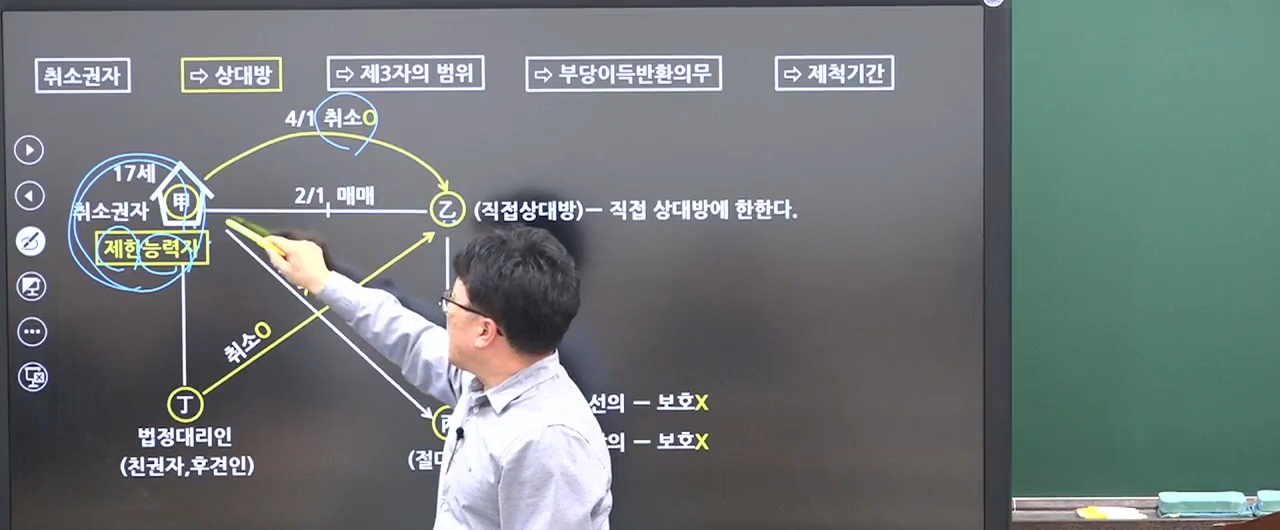 취소권자
⇨ 상대방
⇨ 제3자의 범위
⇨ 부당이득반환의무
⇨ 제척기간
4/1 취소O
17세
甲
2/1 매매
취소권자
乙 (직접상대방)– 직접 상대방에 한한다.
제한능력자
취소O
丁
선의 – 보호X
법정대리인
의 – 보호X
(친권자,후견인)
(절대